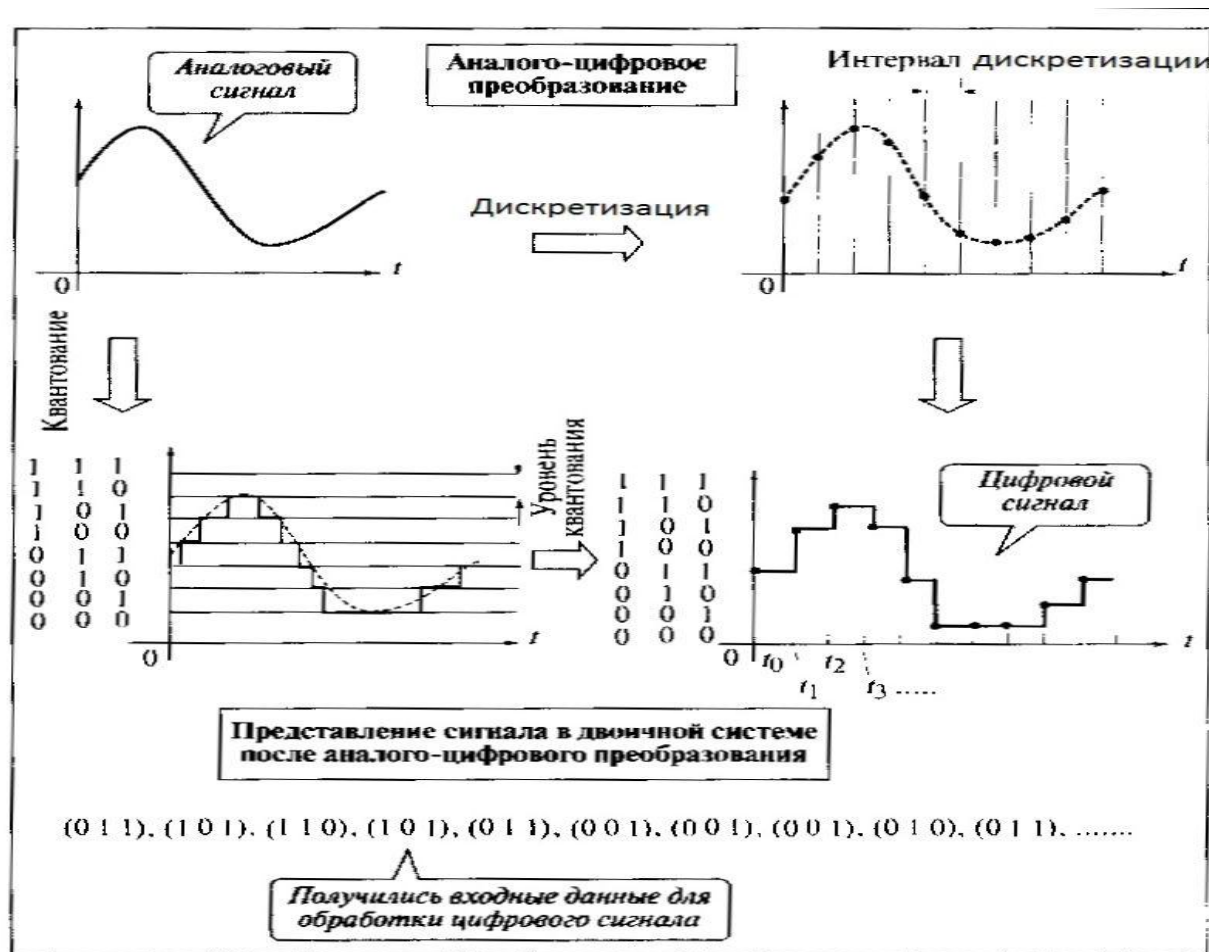 Аналоговый
сигнал
Аналого-цифровое
преобразование
Интервал дискретизации
Дискретизация
0
t
0
t
Квантование
1 1 1
1 1 0
1 0 1
1 0 0
0 1 1
0 1 0
0 0 1
0 0 0
0
t
Уровень
квантования
1 1 1
1 1 0
1 0 1
1 0 0
0 1 1
0 1 0
0 0 1
0 0 0
Цифровой
сигнал
0 t0 t2 t
t1 t3 .....
Представление сигнала в двоичной системе
после аналого-цифрового преобразования
(0 1 1), (1 0 1), (1 1 0), (1 0 1), (0 1 1), (0 0 1), (0 0 1), (0 0 1), (0 1 0), (0 1 1), .......
Получились входные данные для
обработки цифрового сигнала